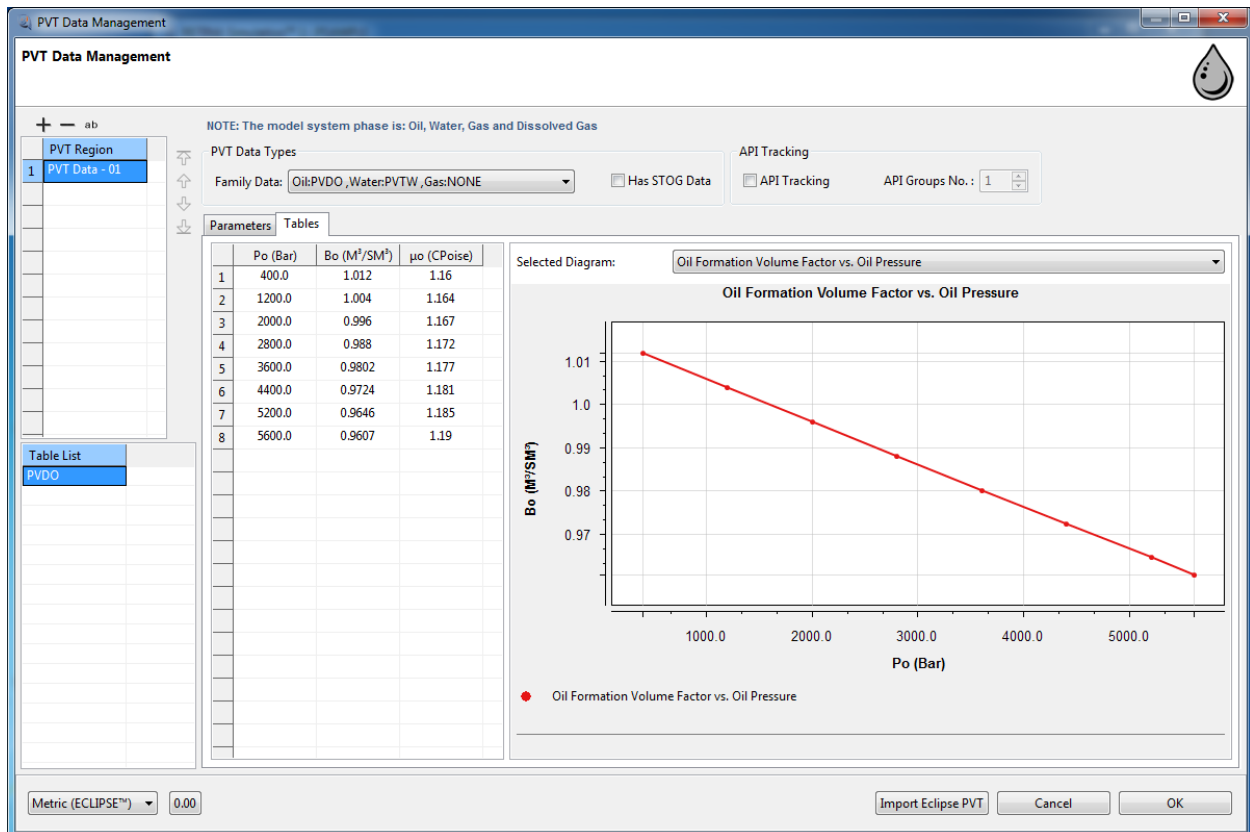 PVT Data Management
PVT Data Management
ab
NOTE: The model system phase is: Oil, Water, Gas and Dissolved Gas
PVT Region
1 PVT Data - 01
PVT Data Types
Family Data: Oil:PVDO ,Water:PVTW ,Gas:NONE
Has STOG Data
API Tracking
API Tracking
API Groups No. : 1
Parameters Tables
Po (Bar) Bo (M³/SM³) µo (CPoise)
1 400.0 1.012 1.16
2 1200.0 1.004 1.164
3 2000.0 0.996 1.167
4 2800.0 0.988 1.172
5 3600.0 0.9802 1.177
6 4400.0 0.9724 1.181
7 5200.0 0.9646 1.185
8 5600.0 0.9607 1.19
Table List
PVDO
Selected Diagram: Oil Formation Volume Factor vs. Oil Pressure
Oil Formation Volume Factor vs. Oil Pressure
1.01
1.0
0.99
0.98
0.97
Bo (M³/SM³)
1000.0 2000.0 3000.0 4000.0 5000.0
Po (Bar)
Oil Formation Volume Factor vs. Oil Pressure
Metric (ECLIPSE™) 0.00
Import Eclipse PVT Cancel OK